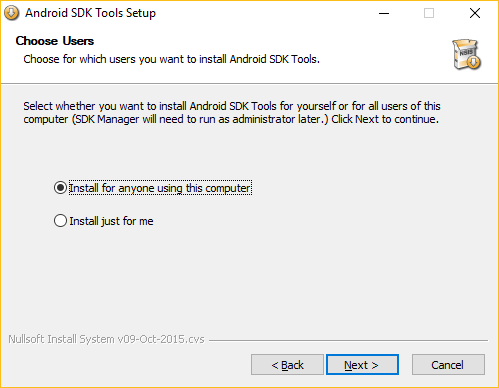 Android SDK Tools Setup
Choose Users
Choose for which users you want to install Android SDK Tools.
Select whether you want to install Android SDK Tools for yourself or for all users of this
computer (SDK Manager will need to run as administrator later.) Click Next to continue.
Install for anyone using this computer
Install just for me
Nullsoft Install System v09-Oct-2015.cvs
< Back
Next >
Cancel